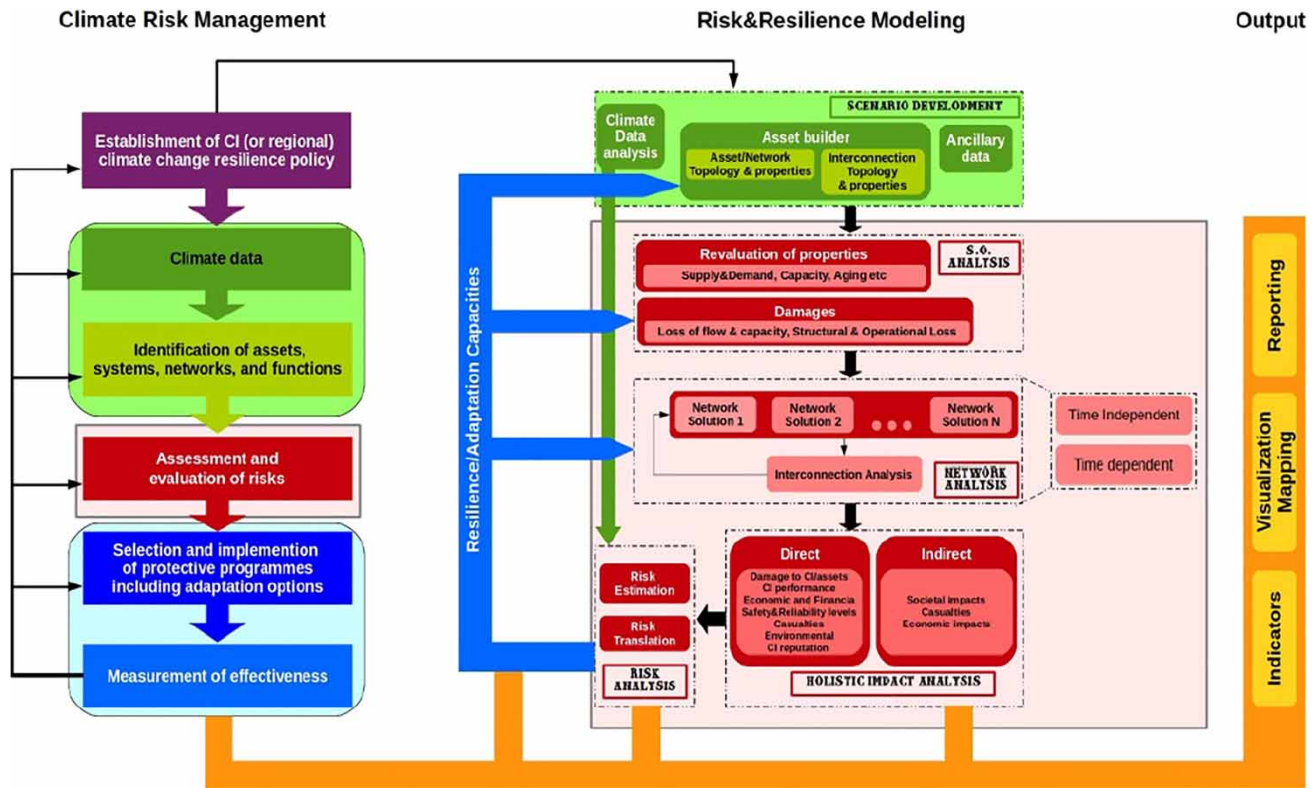 Climate Risk Management
Risk&Resilience Modeling
Output
Establishment of CI (or regional)
climate change resilience policy
Climate data
Identification of assets,
systems, networks, and functions
Assessment and
evaluation of risks
Selection and implemention
of protective programmes
including adaptation options
Measurement of effectiveness
Resilience/Adaptation Capacities
SCENARIO DEVELOPMENT
Climate
Data
analysis
Asset builder
Asset/Network
Topology & properties
Interconnection
Topology
& properties
Ancillary
data
Revaluation of properties
Supply&Demand, Capacity, Aging etc
S.O.
ANALYSIS
Damages
Loss of flow & capacity, Structural & Operational Loss
Network
Solution 1
Network
Solution 2
Network
Solution N
Interconnection Analysis
NETWORK
ANALYSIS
Time Independent
Time dependent
Risk
Estimation
Risk
Translation
RISK
ANALYSIS
Direct
Damage to CI/assets
CI performance
Economic and Financia
Safety&Reliability levels
Casualties
Environmental
CI reputation
Indirect
Societal impacts
Casualties
Economic impacts
HOLISTIC IMPACT ANALYSIS
Reporting
Visualization
Mapping
Indicators